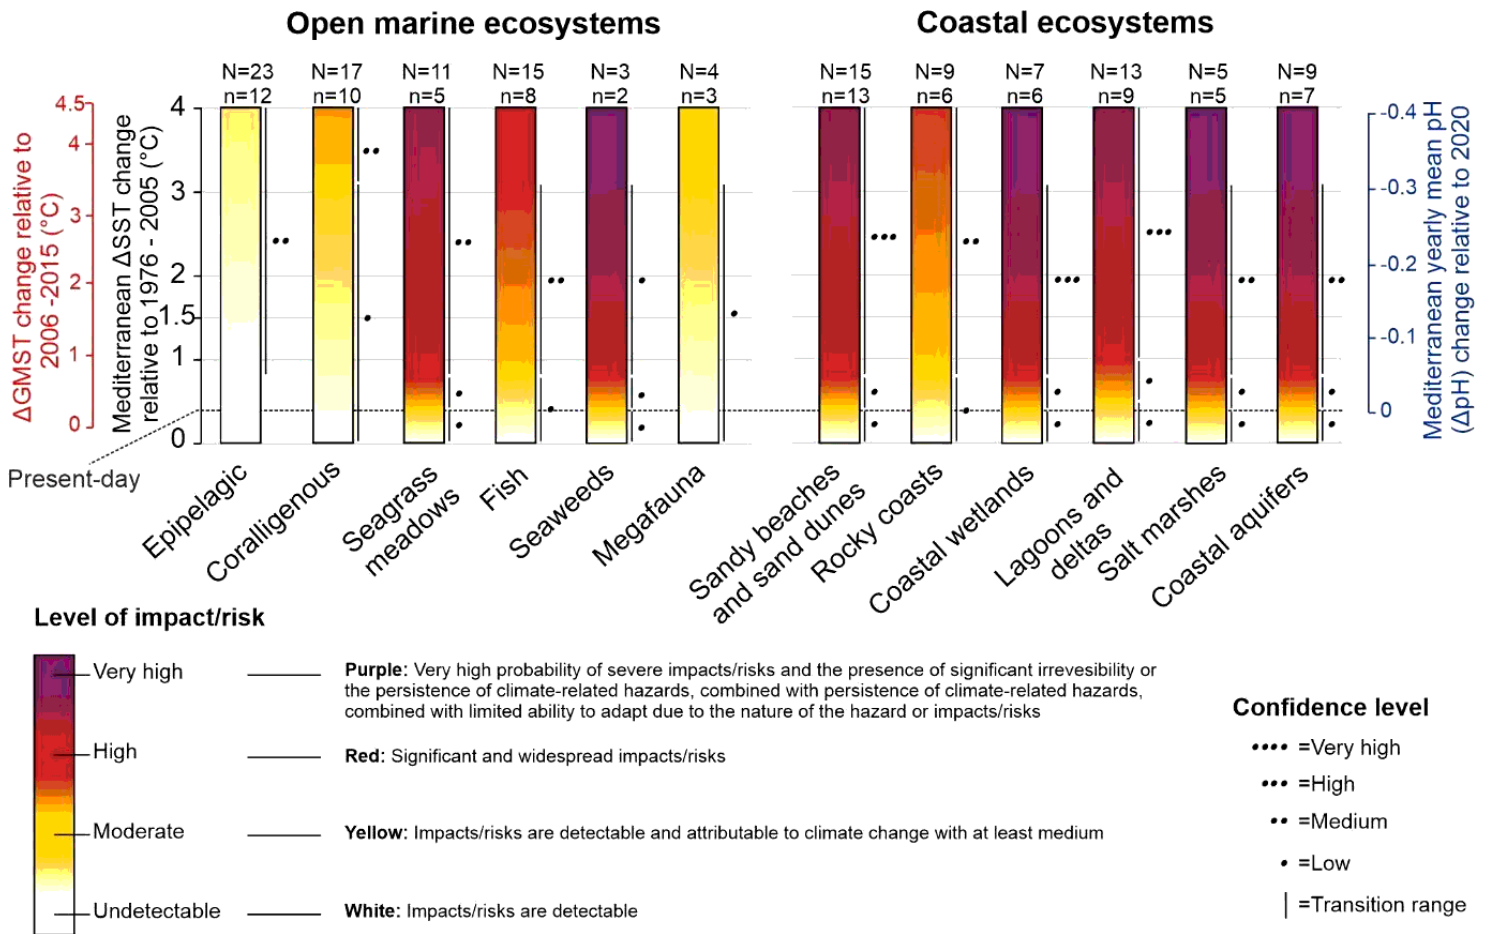 Open marine ecosystems
Coastal ecosystems
N=23 N=17 N=11 N=15 N=3 N=4 N=15 N=9 N=7 N=13 N=5 N=9
n=12 n=10 n=5 n=8 n=2 n=3 n=13 n=6 n=6 n=9 n=5 n=7
ΔGMST change relative to
2006 -2015 (°C)
4.5
4
3
2
1
0
Mediterranean ΔSST change
relative to 1976 - 2005 (°C)
4
3
2
1.5
1
0
-0.4
-0.3
-0.2
-0.1
0
Mediterranean yearly mean pH
(ΔpH) change relative to 2020
Present-day
Epipelagic
Coralligenous
Seagrass
meadows
Fish
Seaweeds
Megafauna
Sandy beaches
and sand dunes
Rocky coasts
Coastal wetlands
Lagoons and
deltas
Salt marshes
Coastal aquifers
Level of impact/risk
Very high
Purple: Very high probability of severe impacts/risks and the presence of significant irrevesibility or
the persistence of climate-related hazards, combined with persistence of climate-related hazards,
combined with limited ability to adapt due to the nature of the hazard or impacts/risks
High
Red: Significant and widespread impacts/risks
Moderate
Yellow: Impacts/risks are detectable and attributable to climate change with at least medium
Undetectable
White: Impacts/risks are detectable
Confidence level
•••• =Very high
••• =High
•• =Medium
• =Low
| =Transition range